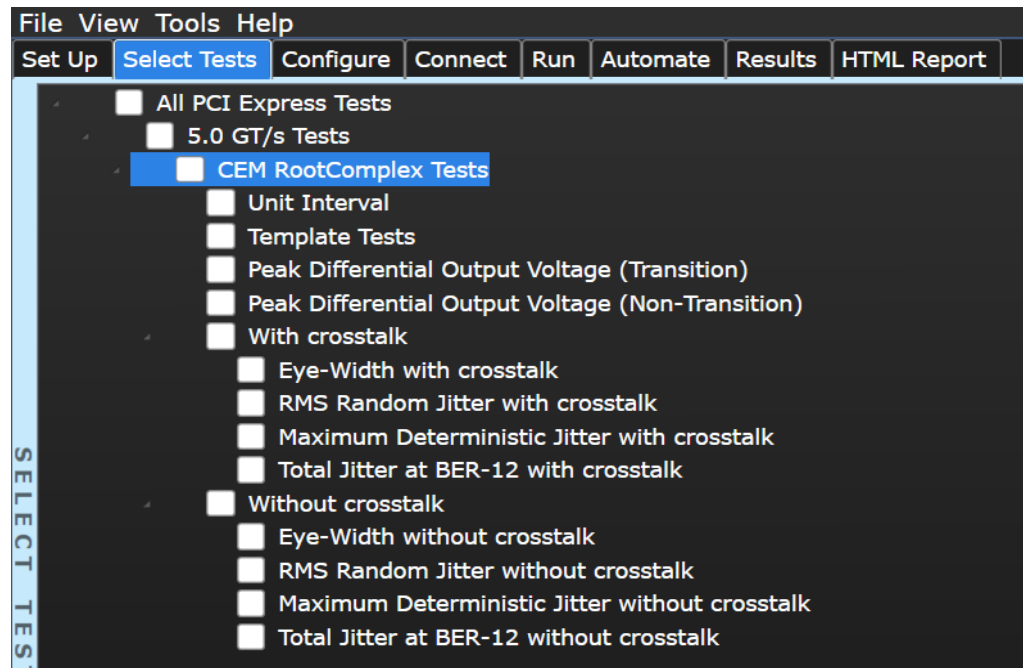 File View Tools Help
Set Up Select Tests Configure Connect Run Automate Results HTML Report
All PCI Express Tests
5.0 GT/s Tests
CEM RootComplex Tests
Unit Interval
Template Tests
Peak Differential Output Voltage (Transition)
Peak Differential Output Voltage (Non-Transition)
With crosstalk
Eye-Width with crosstalk
RMS Random Jitter with crosstalk
Maximum Deterministic Jitter with crosstalk
Total Jitter at BER-12 with crosstalk
Without crosstalk
Eye-Width without crosstalk
RMS Random Jitter without crosstalk
Maximum Deterministic Jitter without crosstalk
Total Jitter at BER-12 without crosstalk
SELECT TES